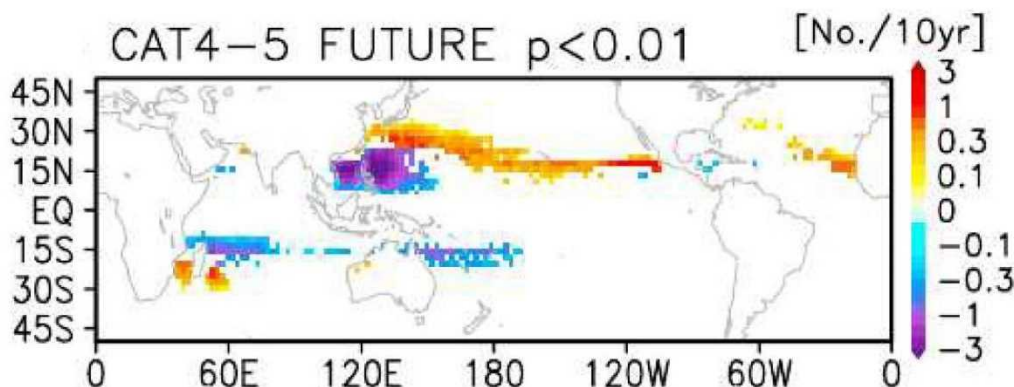 CAT4-5 FUTURE p<0.01
[No./10yr]
45N
30N
15N
EQ
15S
30S
45S
0
60E
120E
180
120W
60W
0
3
1
0.3
0.1
0
-0.1
-0.3
-1
-3